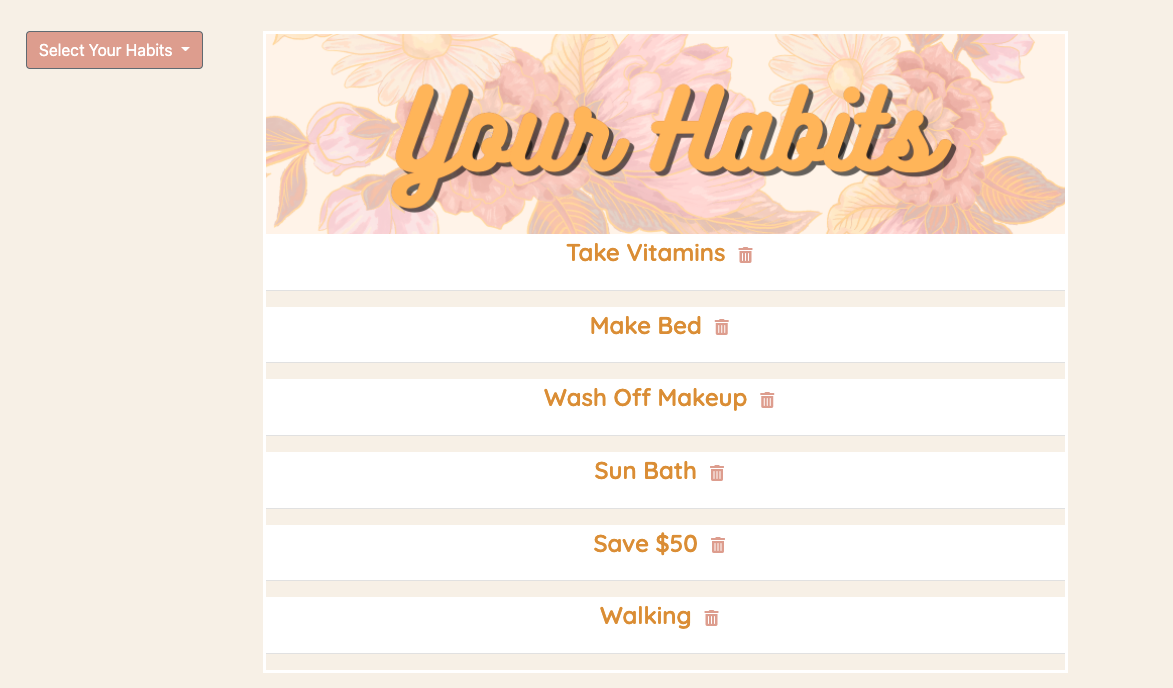 Select Your Habits
Your Habits
Take Vitamins
Make Bed
Wash Off Makeup
Sun Bath
Save $50
Walking